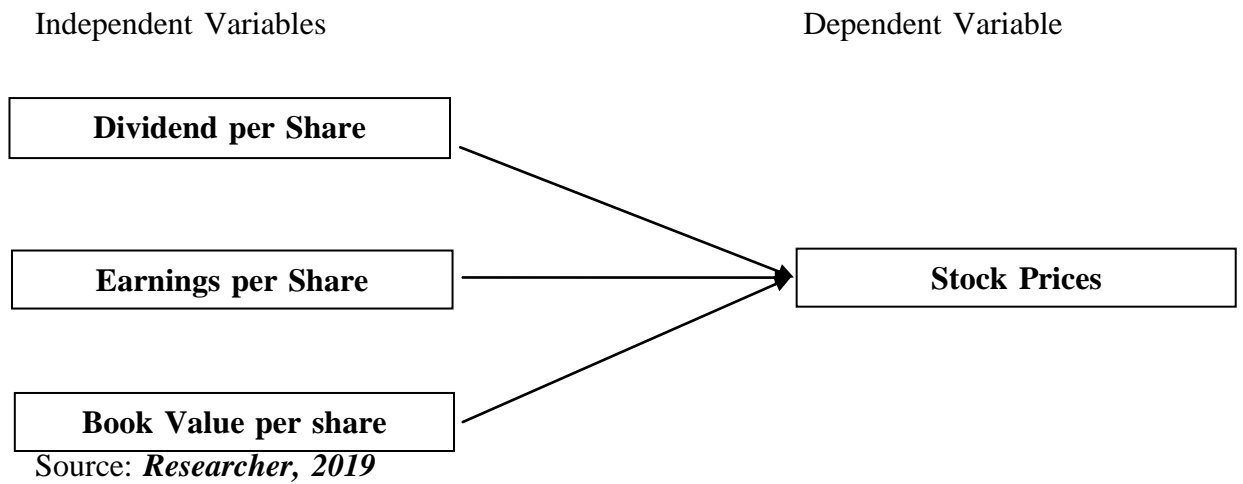 Independent Variables
Dependent Variable
Dividend per Share
Earnings per Share
Stock Prices
Book Value per share
Source: Researcher, 2019